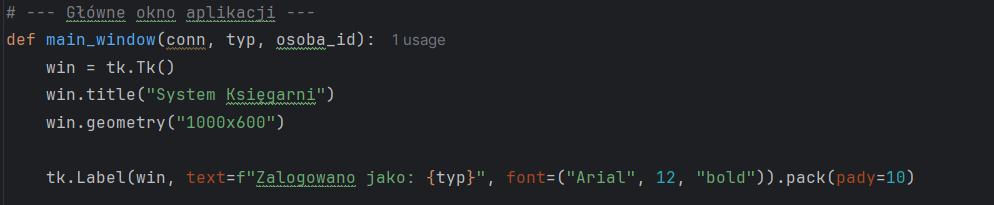 # --- Główne okno aplikacji ---
def main_window(conn, typ, osoba_id): 1 usage
    win = tk.Tk()
    win.title("System Księgarni")
    win.geometry("1000x600")
    tk.Label(win, text=f"Zalogowano jako: {typ}", font=("Arial", 12, "bold")).pack(pady=10)